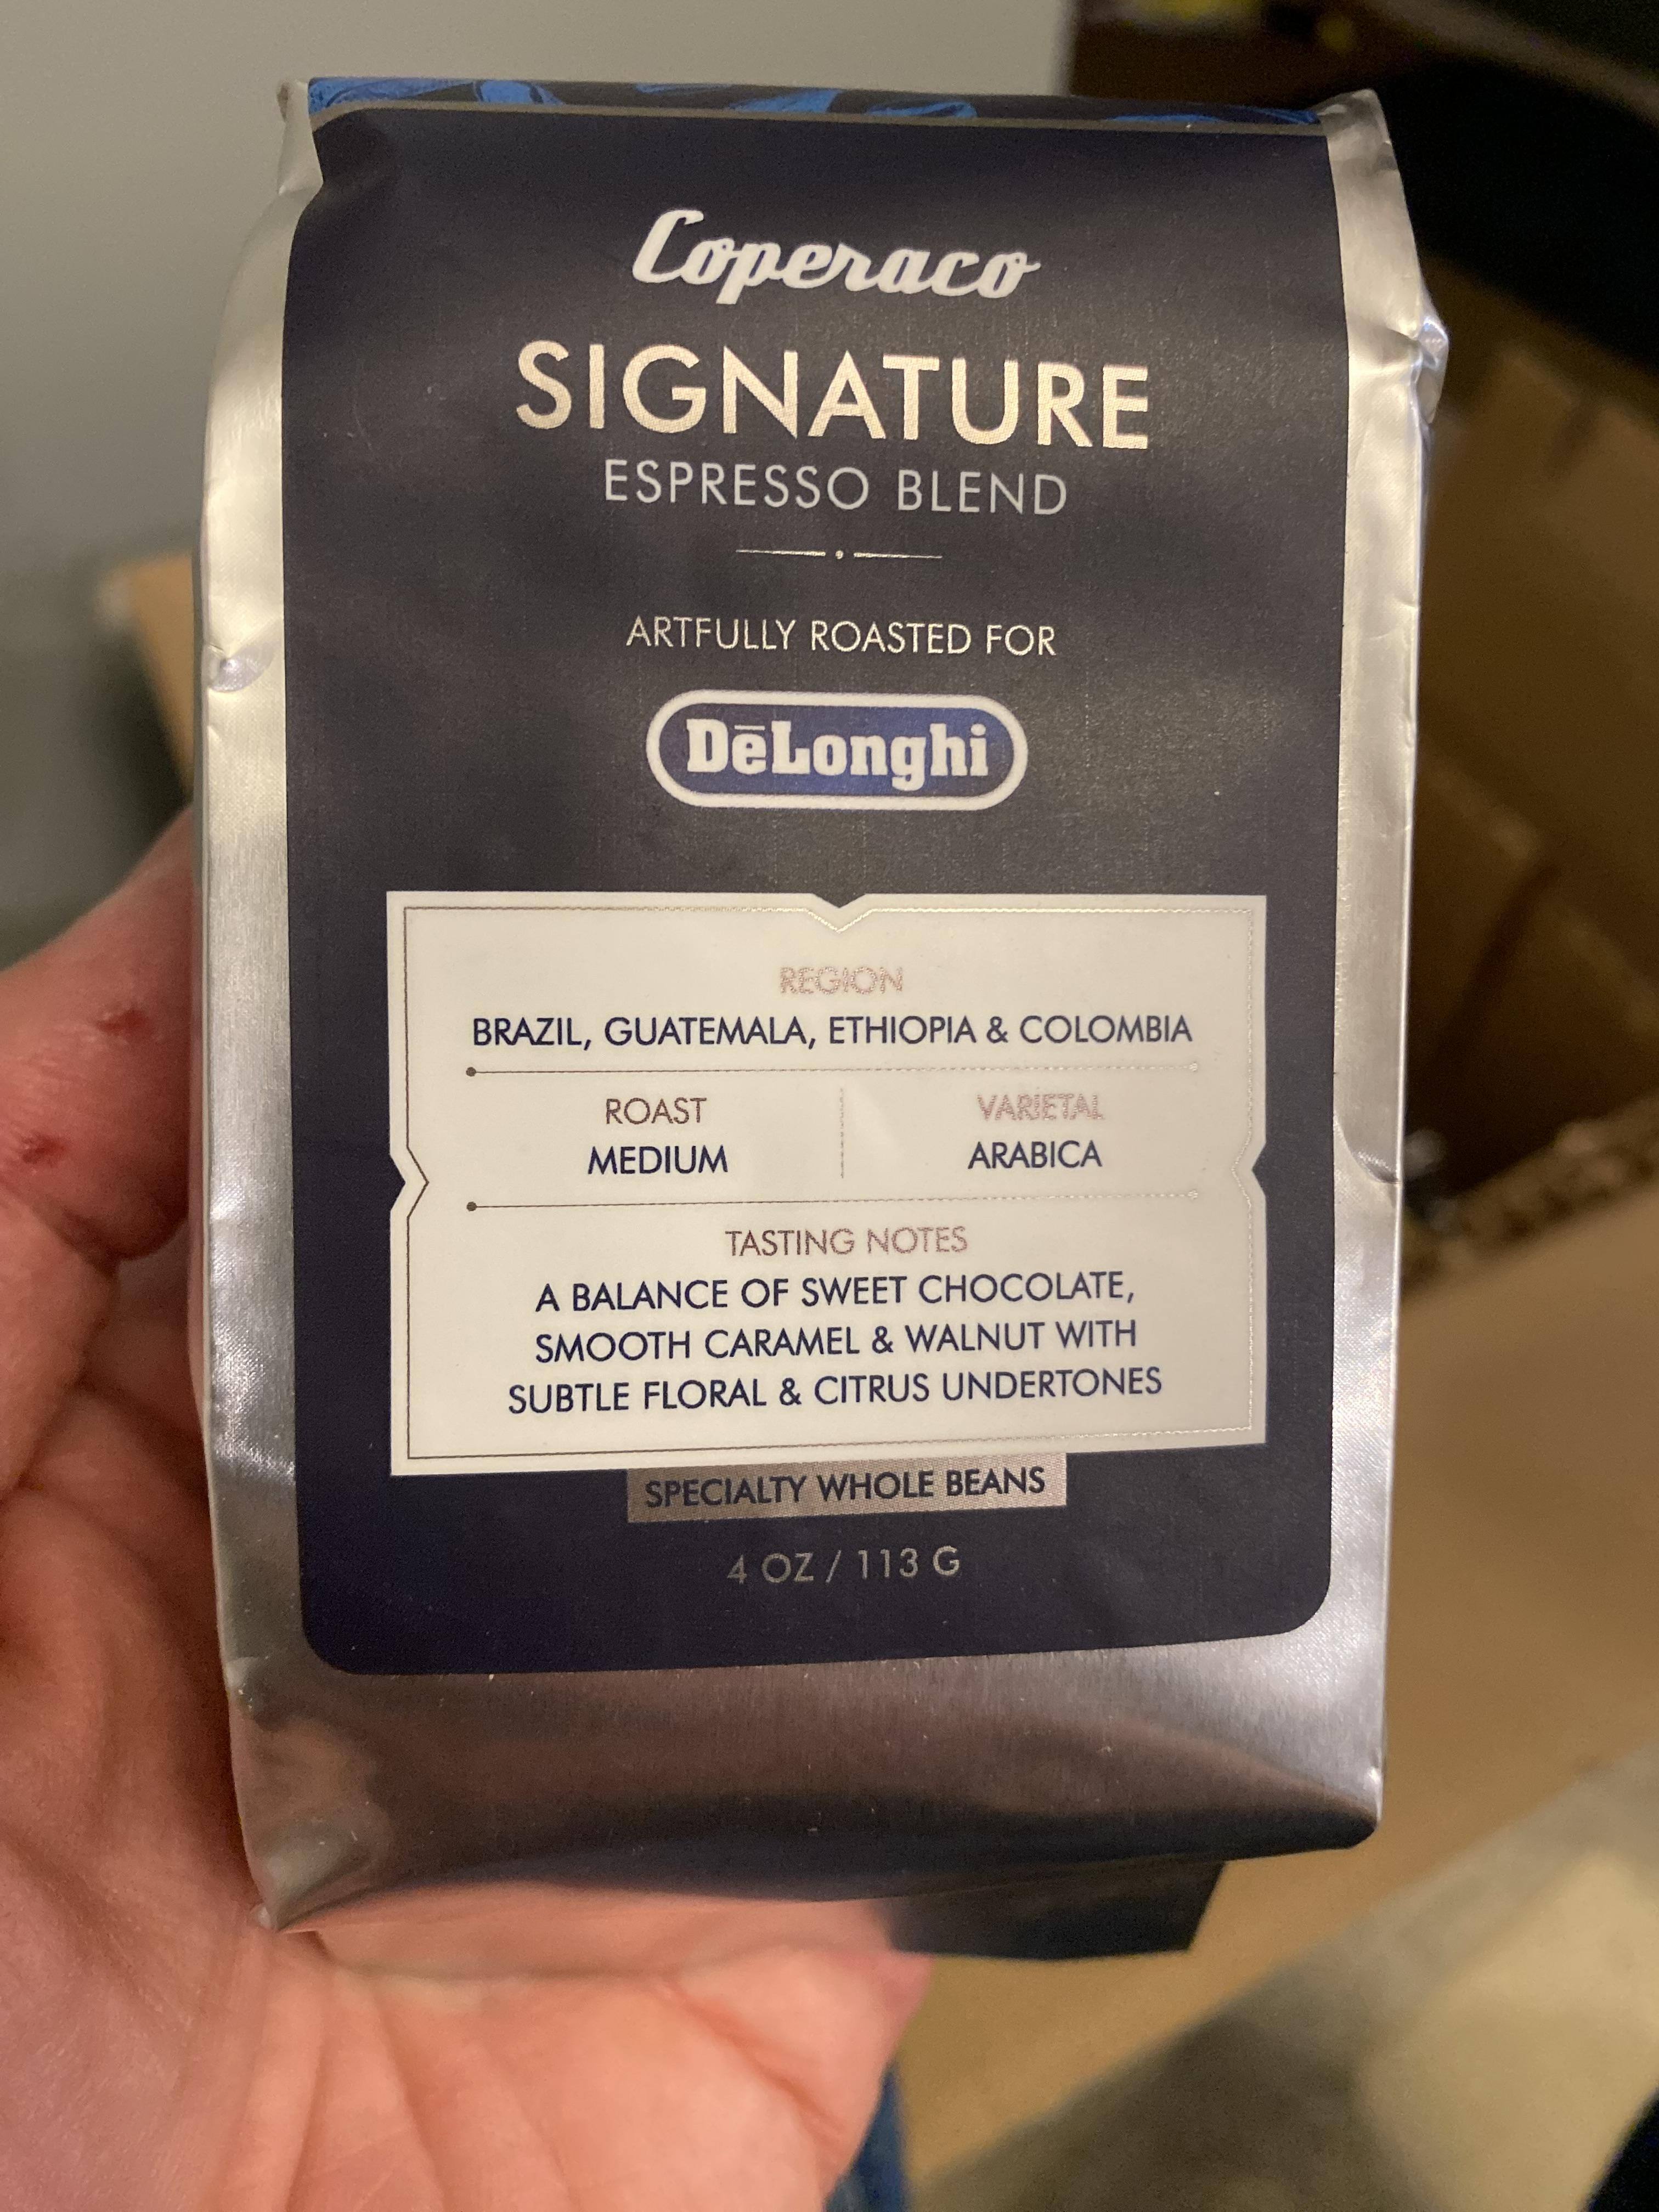 Coperaco
SIGNATURE
ESPRESSO BLEND
ARTFULLY ROASTED FOR
DēLonghi
REGION
BRAZIL, GUATEMALA, ETHIOPIA & COLOMBIA
ROAST
MEDIUM
VARIETAL
ARABICA
TASTING NOTES
A BALANCE OF SWEET CHOCOLATE,
SMOOTH CARAMEL & WALNUT WITH
SUBTLE FLORAL & CITRUS UNDERTONES
SPECIALTY WHOLE BEANS
4 OZ / 113 G